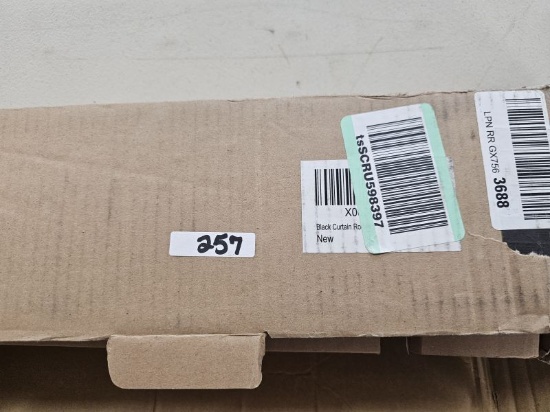 257
X0
Black Curtain Ro
New
tsSCRU598397
LPN RR GX756 3688